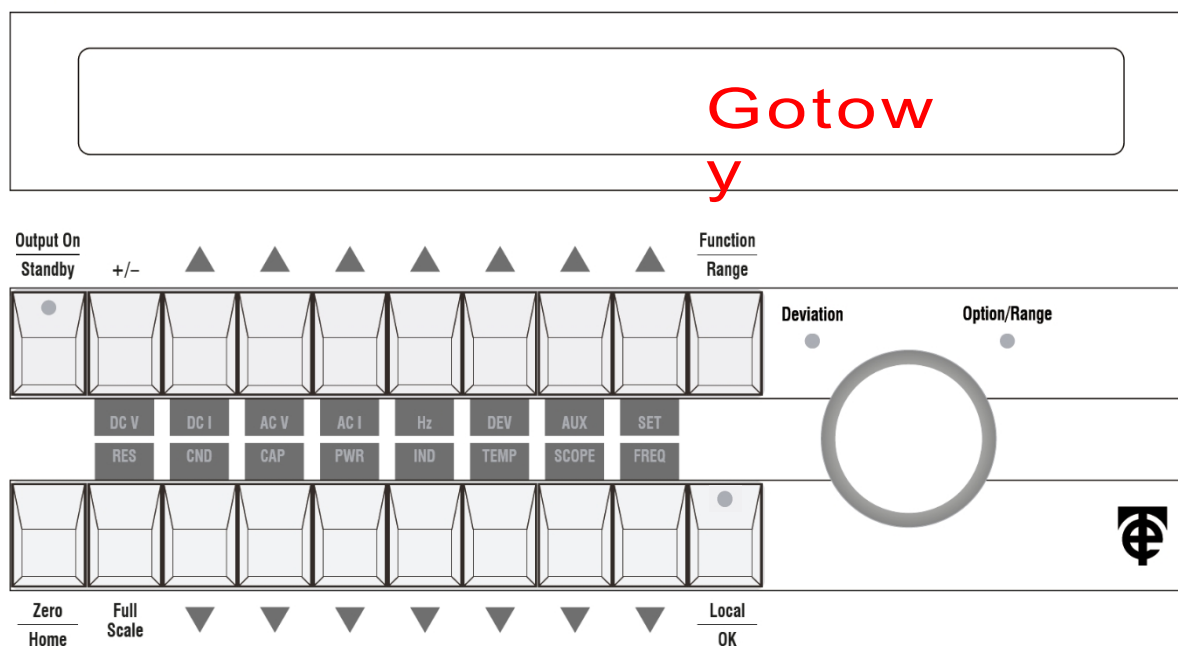 Gotow
y
Output On
Standby
+/–
Function
Range
Deviation
Option/Range
DC V
DC I
AC V
AC I
Hz
DEV
AUX
SET
RES
CND
CAP
PWR
IND
TEMP
SCOPE
FREQ
Zero
Home
Full
Scale
Local
OK